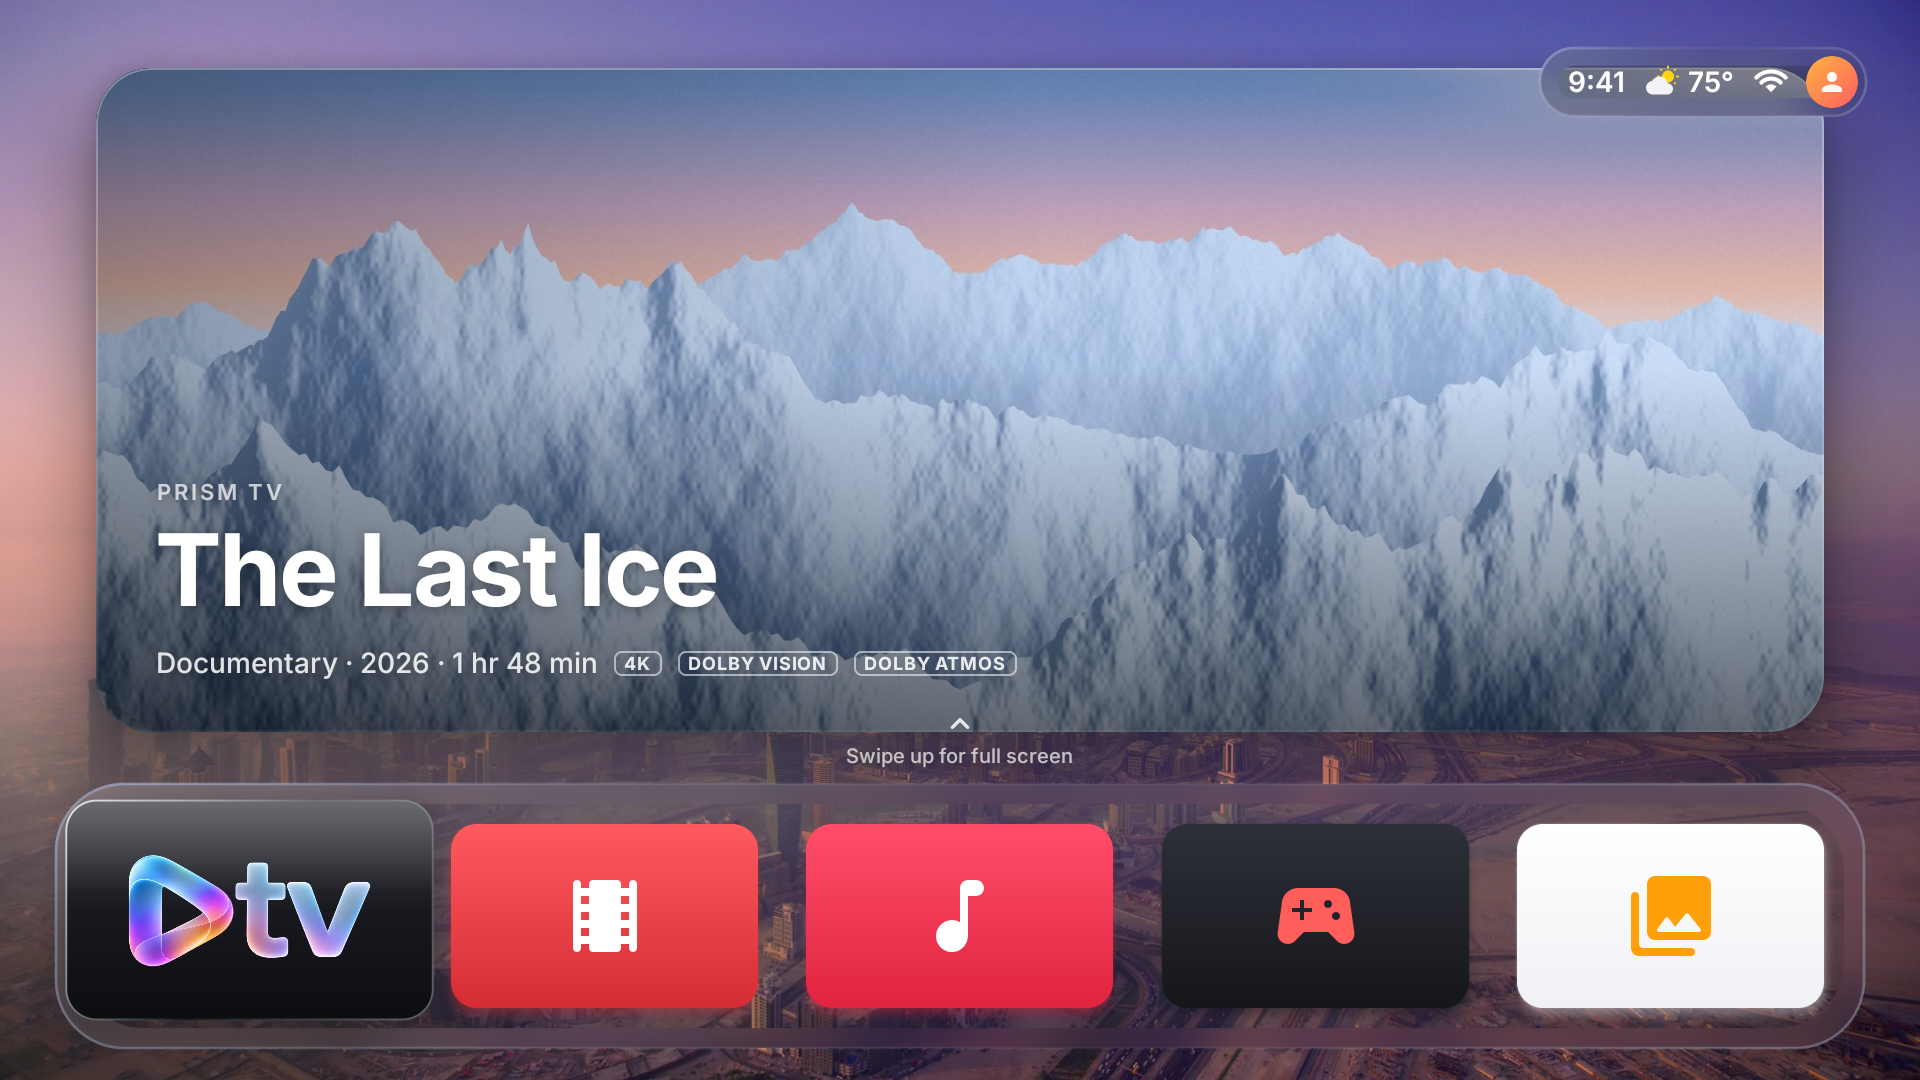 9:41 75°
PRISM TV
The Last Ice
Documentary · 2026 · 1 hr 48 min 4K DOLBY VISION DOLBY ATMOS
Swipe up for full screen
tv